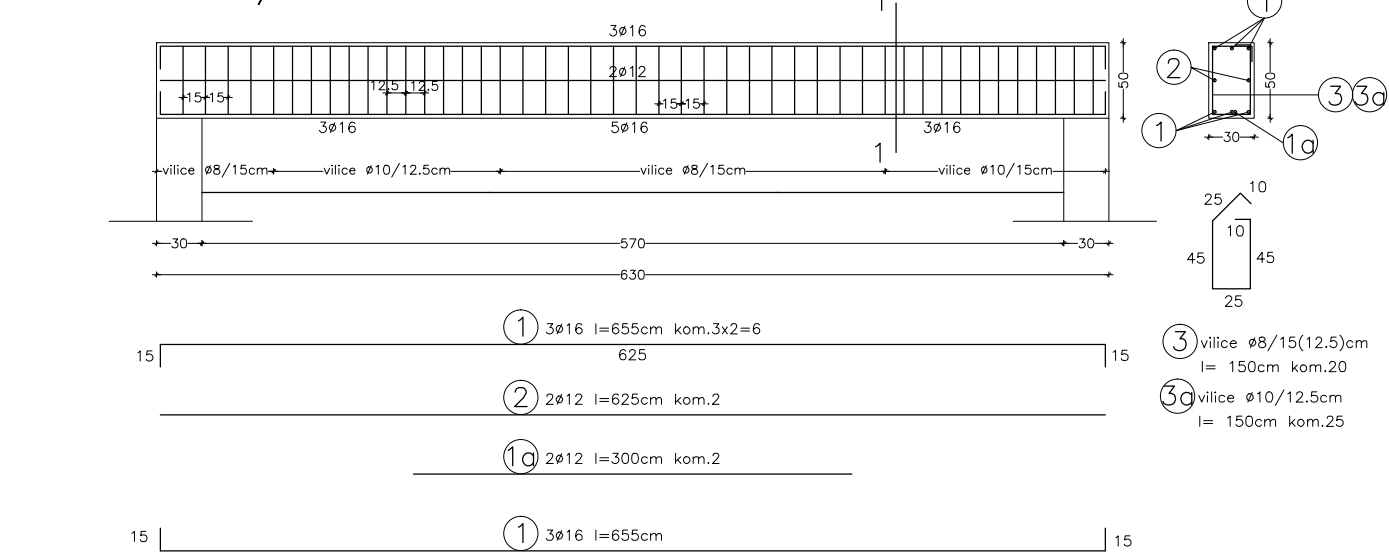 3ø16
1
2ø12
2
12.5 12.5
15 15
15 15
50
50
3 3a
3ø16
5ø16
3ø16
1
1a
30
1
vilice ø8/15cm
vilice ø10/12.5cm
vilice ø8/15cm
vilice ø10/15cm
10
25
10
30
570
30
45
45
630
25
1 3ø16 l=655cm kom.3x2=6
15
625
15
3 vilice ø8/15(12.5)cm
l= 150cm kom.20
2 2ø12 l=625cm kom.2
3a vilice ø10/12.5cm
l= 150cm kom.25
1a 2ø12 l=300cm kom.2
15
1 3ø16 l=655cm
15